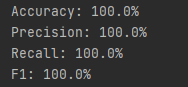 Accuracy: 100.0%
Precision: 100.0%
Recall: 100.0%
F1: 100.0%